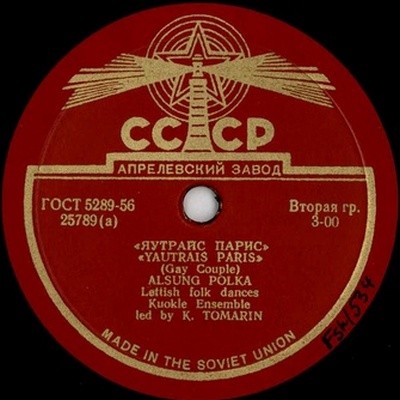 СССР
АПРЕЛЕВСКИЙ ЗАВОД
ГОСТ 5289-56
25789(а)
Вторая гр.
3-00
«ЯУТРАЙС ПАРИС»
«YAUTRAIS PARIS»
(Gay Couple)
ALSUNG POLKA
Løttish folk dances
Kuokle Ensemble
led by K. TOMARIN
MADE IN THE SOVIET UNION